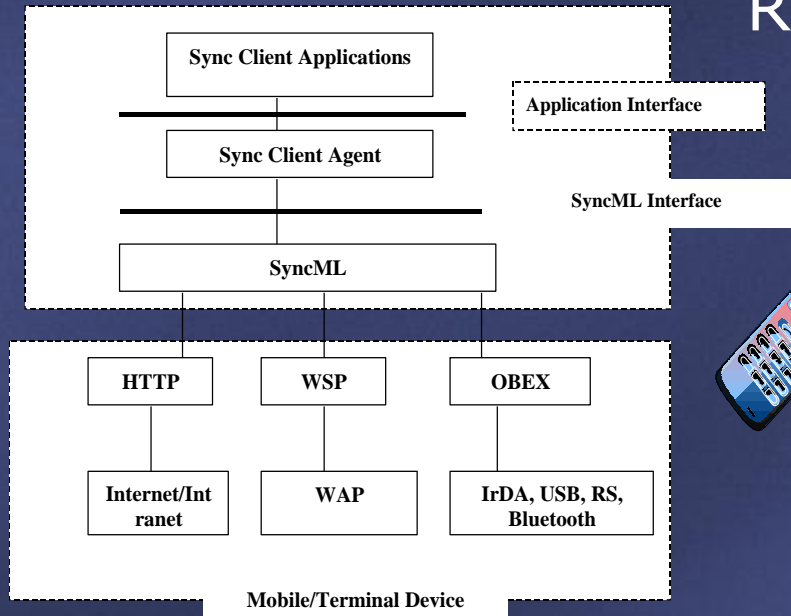 R
Sync Client Applications
Application Interface
Sync Client Agent
SyncML Interface
SyncML
HTTP
WSP
OBEX
Internet/Int
ranet
WAP
IrDA, USB, RS,
Bluetooth
Mobile/Terminal Device